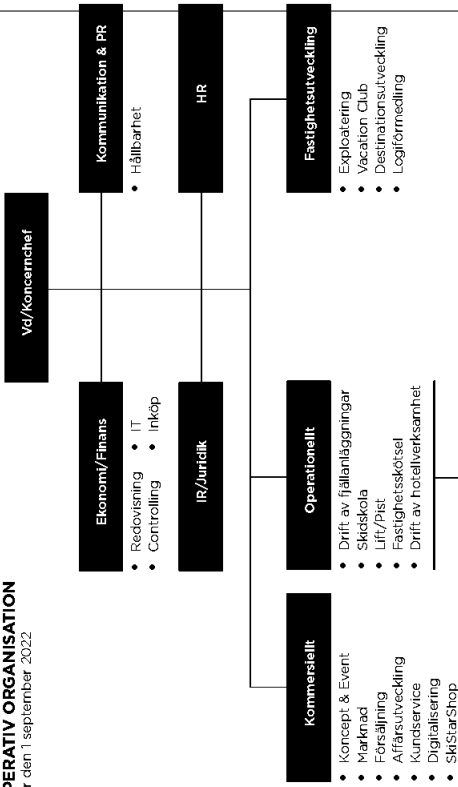 PERATIV ORGANISATION
r den 1 september 2022
Vd/Koncernchef
Ekonomi/Finans
• Redovisning • IT
• Controlling • Inköp
Kommunikation & PR
• Hållbarhet
IR/Juridik
HR
Kommersiellt
• Koncept & Event
• Marknad
• Försäljning
• Affärsutveckling
• Kundservice
• Digitalisering
• SkiStarShop
Operationellt
• Drift av fjällanläggningar
• Skidskola
• Lift/Pist
• Fastighetsskötsel
• Drift av hotellverksamhet
Fastighetsutveckling
• Exploatering
• Vacation Club
• Destinationsutveckling
• Logiförmedling